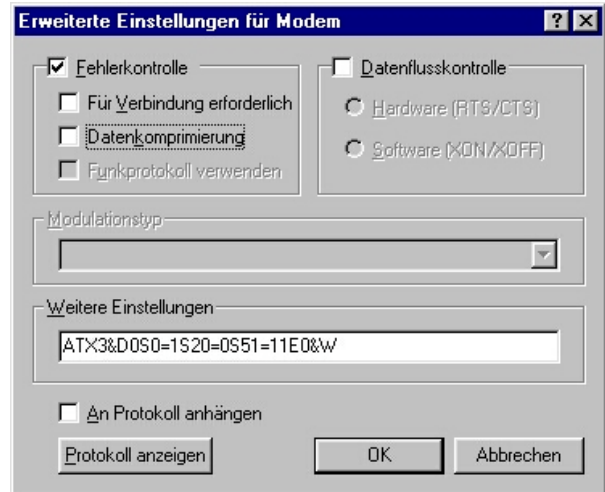 Erweiterte Einstellungen für Modem
Fehlerkontrolle
Für Verbindung erforderlich
Datenkomprimierung
Funkprotokoll verwenden
Datenflusskontrolle
Hardware (RTS/CTS)
Software (XON/XOFF)
Modulationstyp
Weitere Einstellungen
ATX3&D0S0=1S20=0S51=11E0&W
An Protokoll anhängen
Protokoll anzeigen OK Abbrechen